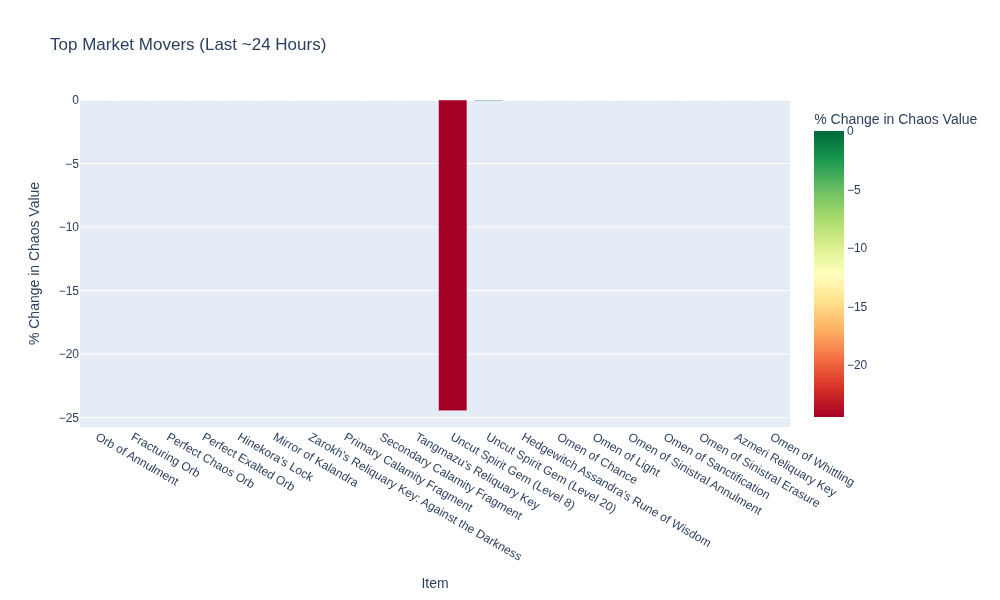 Top Market Movers (Last ~24 Hours)
% Change in Chaos Value
0
−5
−10
−15
−20
−25
% Change in Chaos Value
0
−5
−10
−15
−20
Orb of Annulment
Fracturing Orb
Perfect Chaos Orb
Perfect Exalted Orb
Hinekora's Lock
Mirror of Kalandra
Zarokh's Reliquary Key: Against the Darkness
Primary Calamity Fragment
Secondary Calamity Fragment
Tangmazu's Reliquary Key
Uncut Spirit Gem (Level 8)
Uncut Spirit Gem (Level 20)
Hedgewitch Assandra's Rune of Wisdom
Omen of Chance
Omen of Light
Omen of Sinistral Annulment
Omen of Sanctification
Omen of Sinistral Erasure
Azmeri Reliquary Key
Omen of Whittling
Item